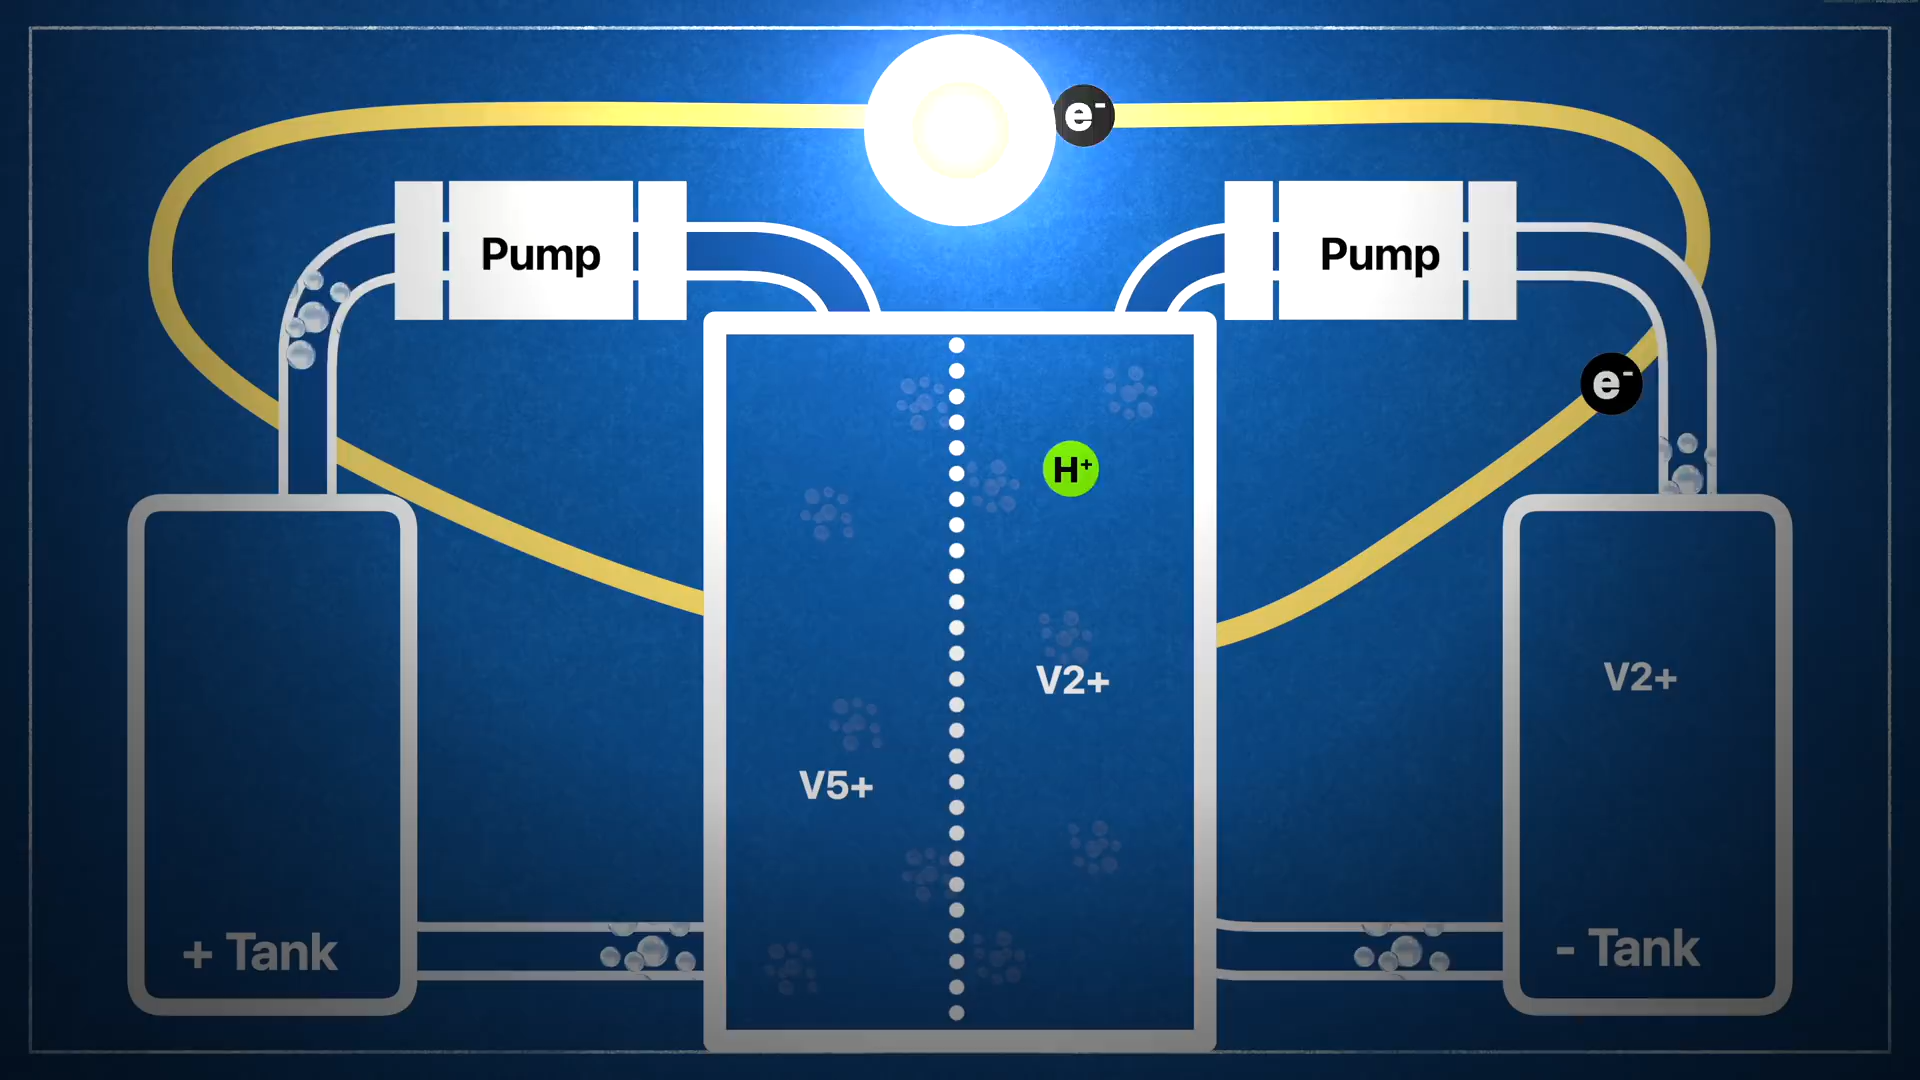 e-
Pump
Pump
e-
H+
V2+
V2+
V5+
+ Tank
- Tank